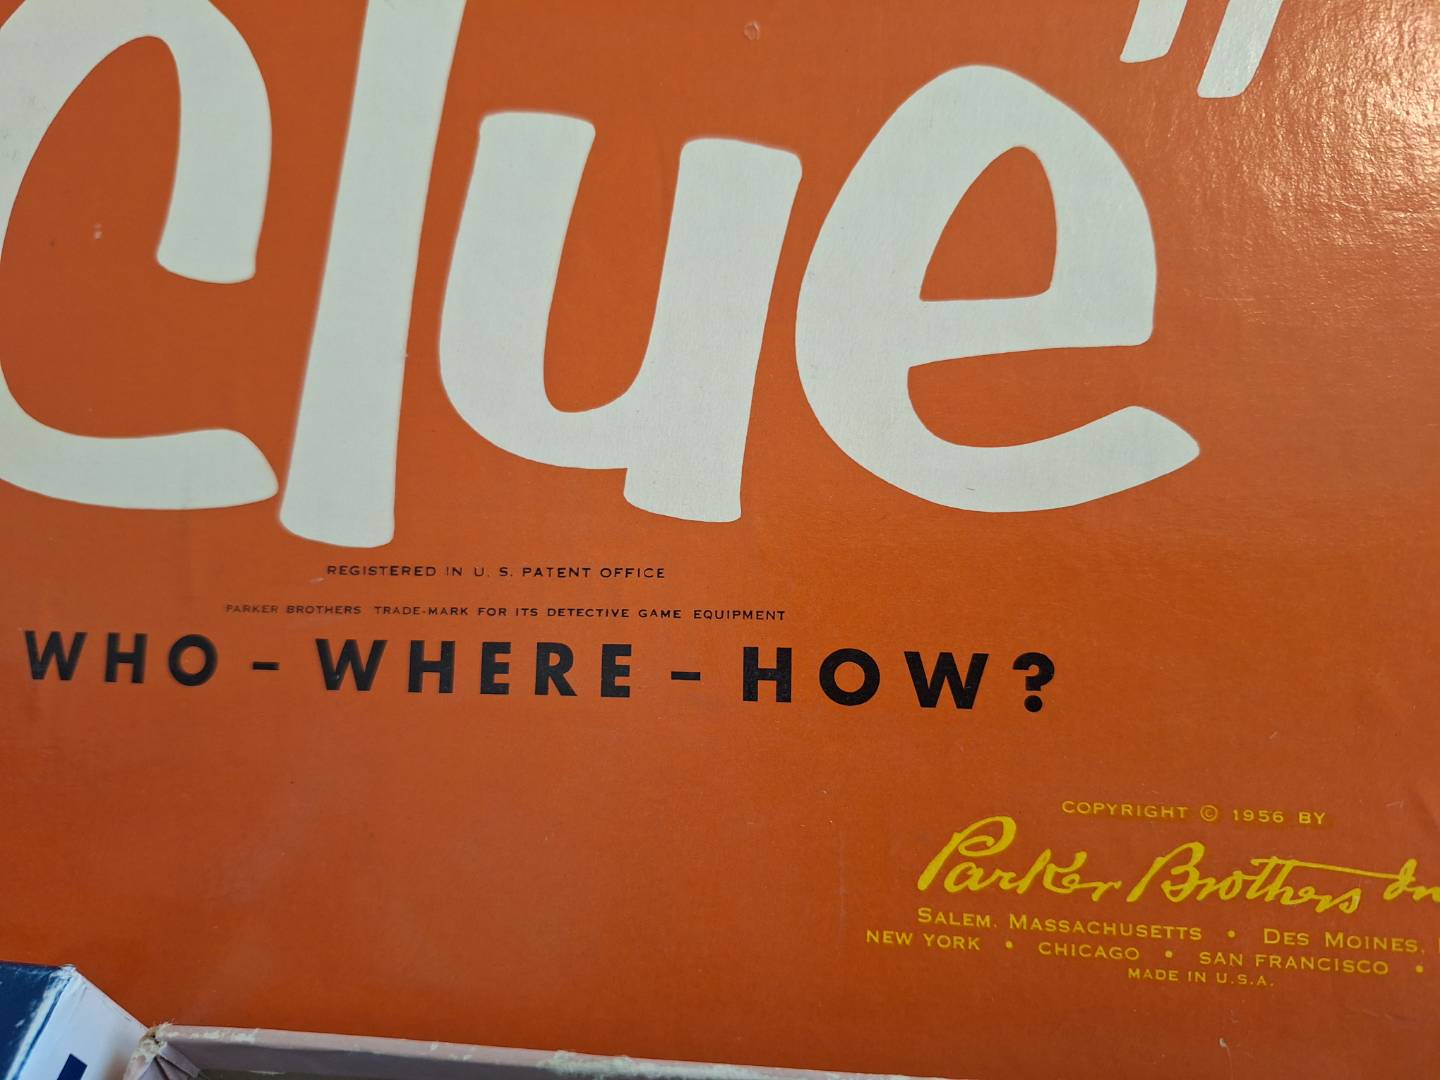 clue"
REGISTERED IN U. S. PATENT OFFICE
PARKER BROTHERS TRADE-MARK FOR ITS DETECTIVE GAME EQUIPMENT
WHO - WHERE - HOW?
COPYRIGHT © 1956 BY
Parker Brothers
SALEM, MASSACHUSETTS • DES MOINES,
NEW YORK • CHICAGO • SAN FRANCISCO •
MADE IN U.S.A.